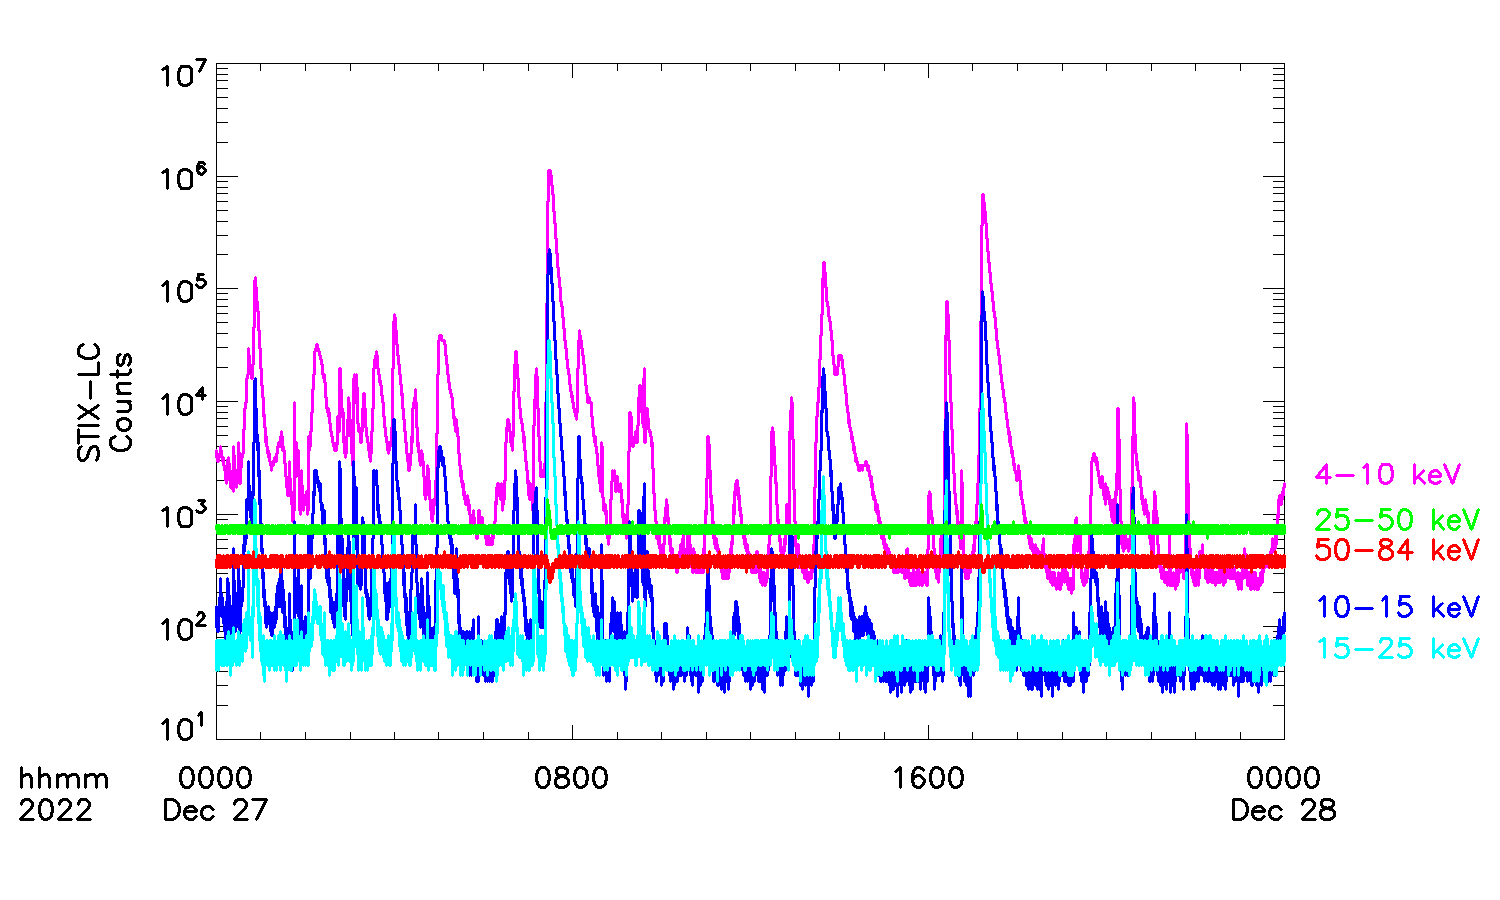 10⁷
10⁶
10⁵
10⁴
10³
10²
10¹
STIX-LC
Counts
4-10 keV
25-50 keV
50-84 keV
10-15 keV
15-25 keV
hhmm 0000 0800 1600 0000
2022 Dec 27 Dec 28